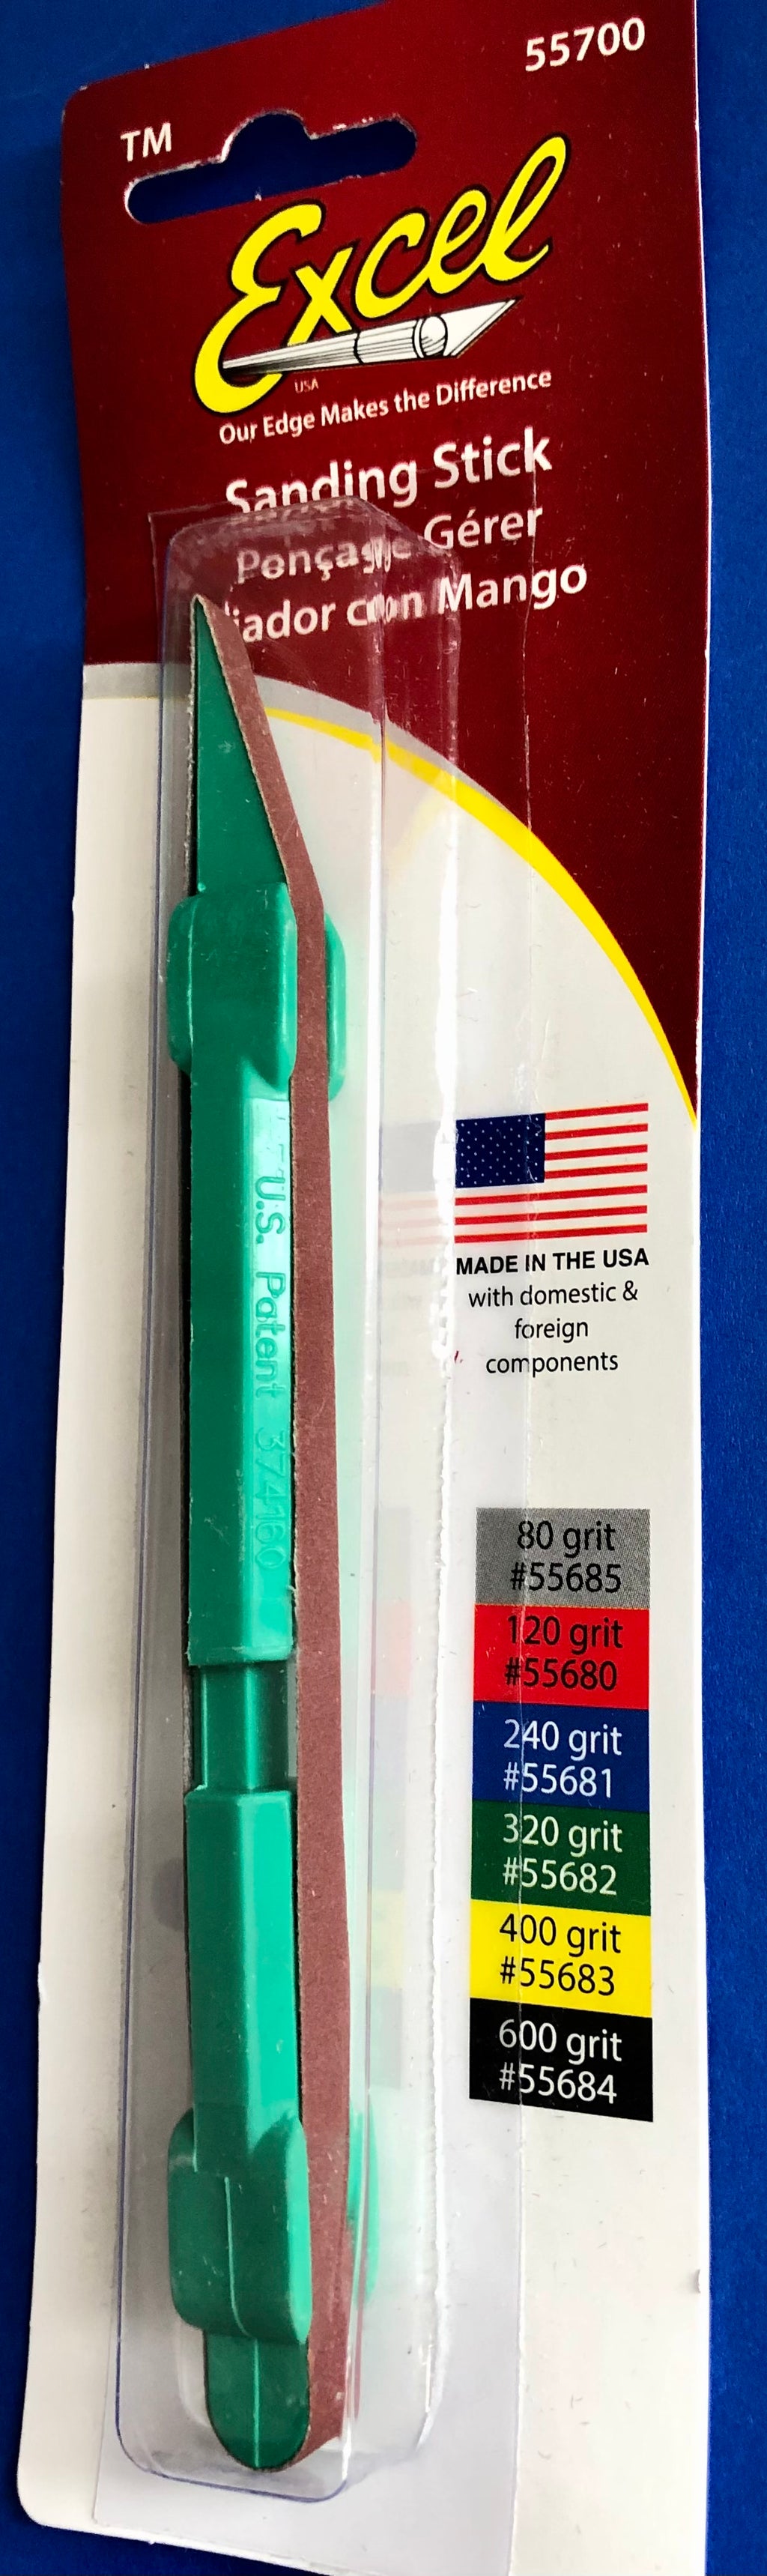 55700
TM
Excel
USA
Our Edge Makes the Difference
Sanding Stick
Ponçage Gérer
con Mango
U.S. Patent 374160
MADE IN THE USA
with domestic &
foreign
components
80 grit
#55685
120 grit
#55680
240 grit
#55681
320 grit
#55682
400 grit
#55683
600 grit
#55684